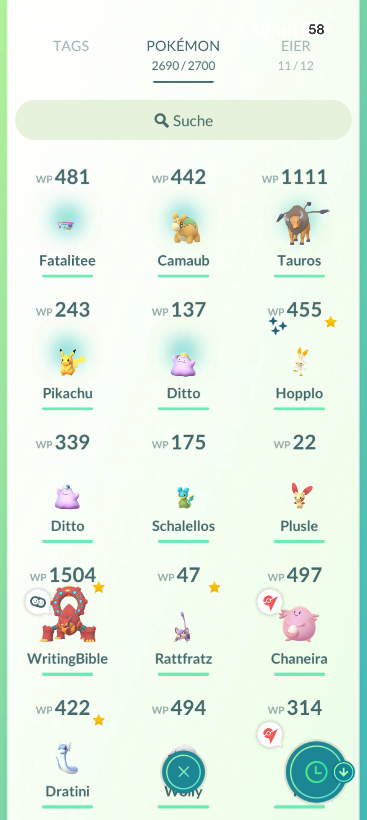 58
TAGS POKÉMON EIER
2690 / 2700 11 / 12
Suche
WP 481 WP 442 WP 1111
Fatalitee Camaub Tauros
WP 243 WP 137 WP 455
Pikachu Ditto Hopplo
WP 339 WP 175 WP 22
Ditto Schalellos Plusle
WP 1504 WP 47 WP 497
WritingBible Rattfratz Chaneira
WP 422 WP 494 WP 314
Dratini Wolly